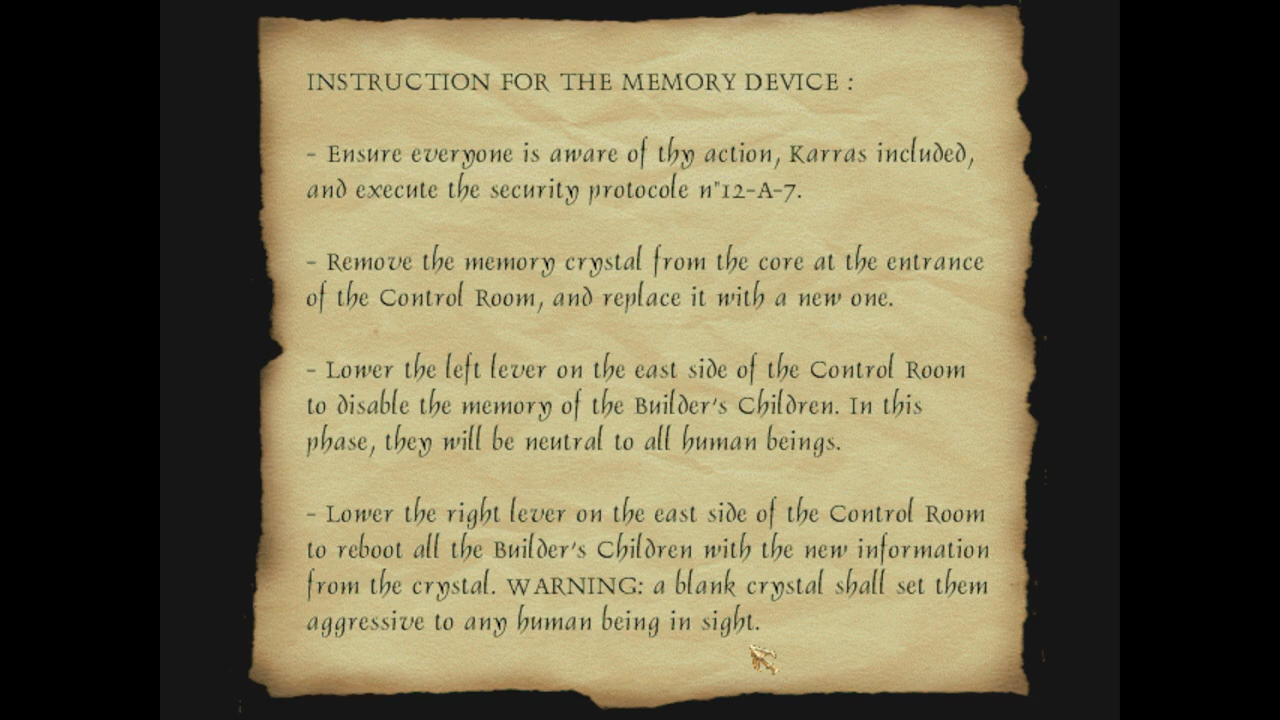 INSTRUCTION FOR THE MEMORY DEVICE :
- Ensure everyone is aware of thy action, Karras included,
and execute the security protocole n°12-A-7.
- Remove the memory crystal from the core at the entrance
of the Control Room, and replace it with a new one.
- Lower the left lever on the east side of the Control Room
to disable the memory of the Builder's Children. In this
phase, they will be neutral to all human beings.
- Lower the right lever on the east side of the Control Room
to reboot all the Builder's Children with the new information
from the crystal. WARNING: a blank crystal shall set them
aggressive to any human being in sight.